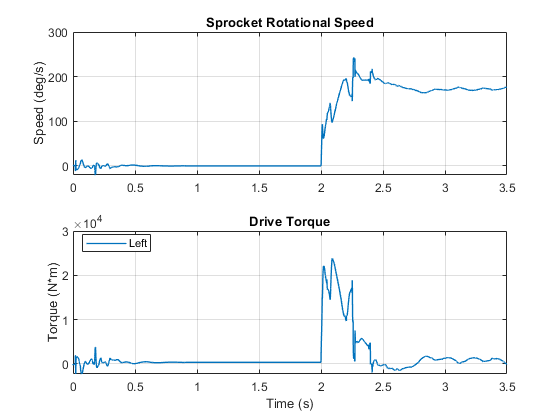 Sprocket Rotational Speed
300
200
100
0
Speed (deg/s)
0 0.5 1 1.5 2 2.5 3 3.5
Drive Torque
×10⁴
3
2
1
0
Torque (N*m)
Left
0 0.5 1 1.5 2 2.5 3 3.5
Time (s)